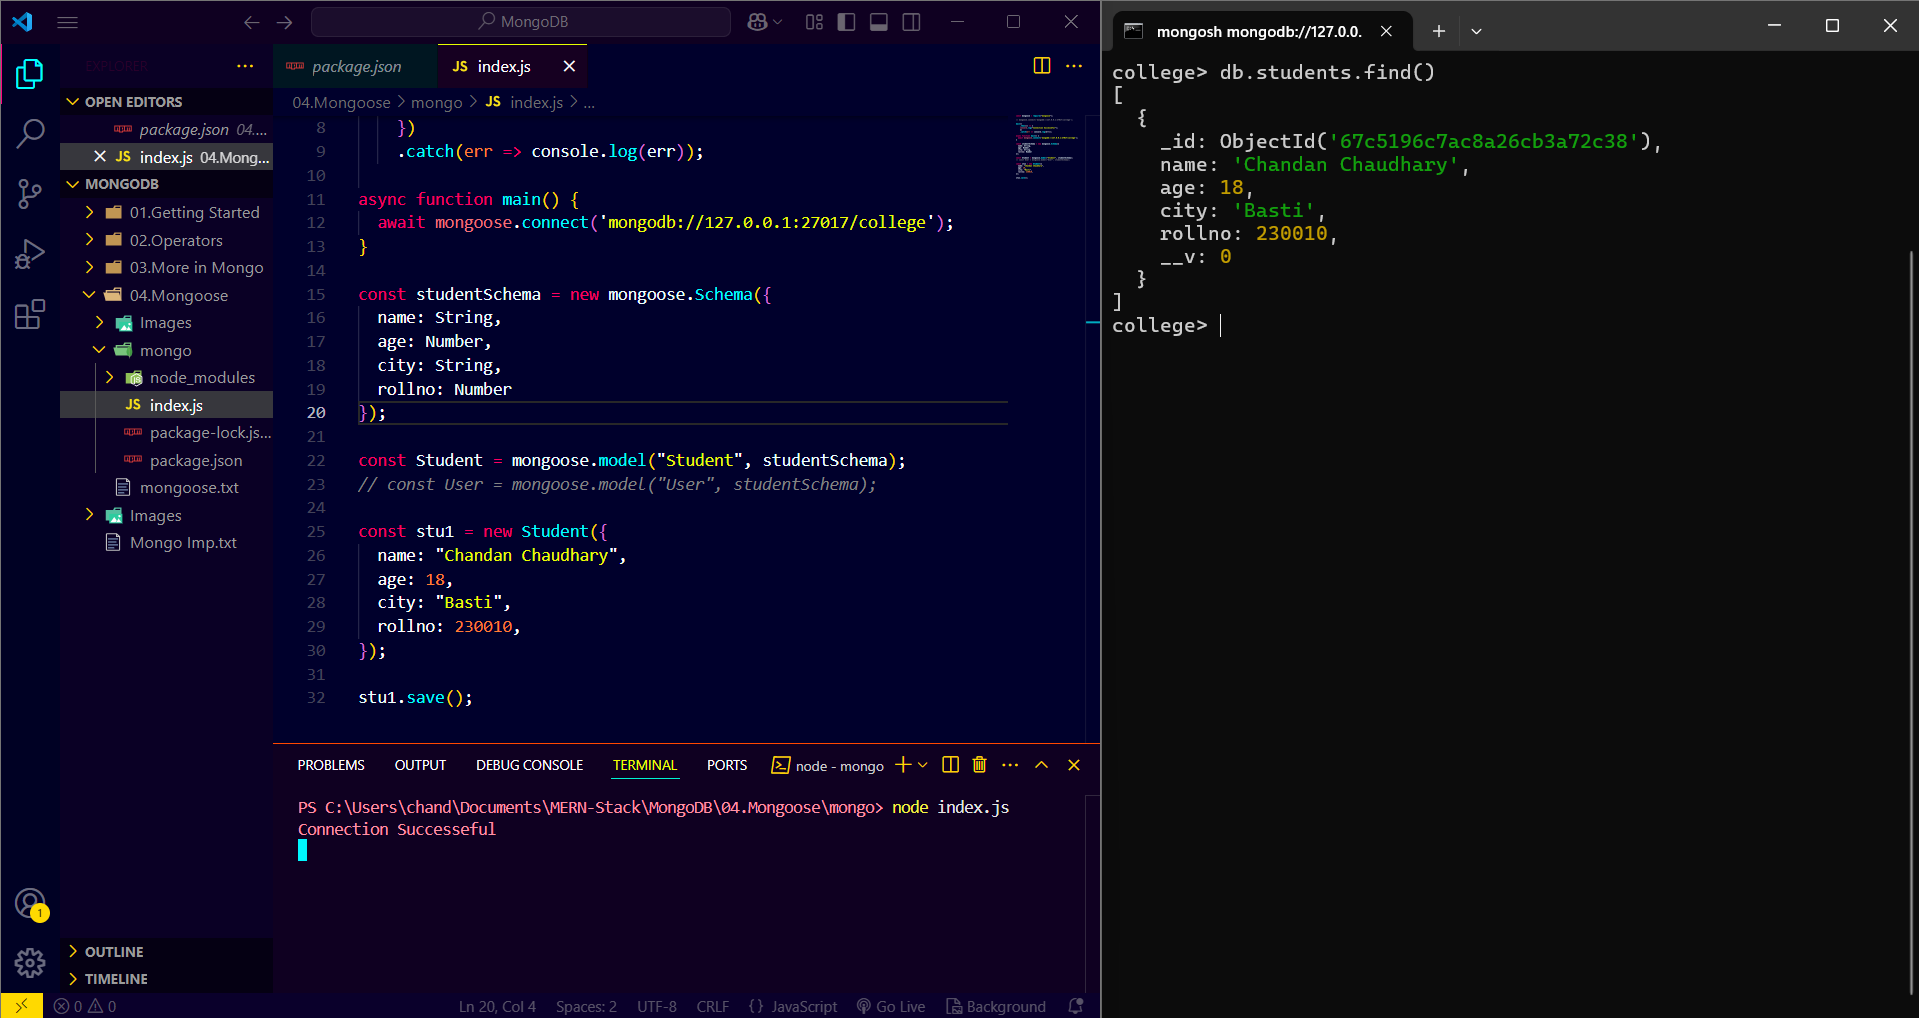 MongoDB
EXPLORER
OPEN EDITORS
package.json 04....
JS index.js 04.Mong...
MONGODB
01.Getting Started
02.Operators
03.More in Mongo
04.Mongoose
Images
mongo
node_modules
JS index.js
package-lock.js...
package.json
mongoose.txt
Images
Mongo Imp.txt
OUTLINE
TIMELINE
1
package.json
JS index.js
04.Mongoose > mongo > JS index.js > ...
8 })
9 .catch(err => console.log(err));
10
11 async function main() {
12 await mongoose.connect('mongodb://127.0.0.1:27017/college');
13 }
14
15 const studentSchema = new mongoose.Schema({
16 name: String,
17 age: Number,
18 city: String,
19 rollno: Number
20 });
21
22 const Student = mongoose.model("Student", studentSchema);
23 // const User = mongoose.model("User", studentSchema);
24
25 const stu1 = new Student({
26 name: "Chandan Chaudhary",
27 age: 18,
28 city: "Basti",
29 rollno: 230010,
30 });
31
32 stu1.save();
PROBLEMS OUTPUT DEBUG CONSOLE TERMINAL PORTS node - mongo
PS C:\Users\chand\Documents\MERN-Stack\MongoDB\04.Mongoose\mongo> node index.js
Connection Successeful
0 0 Ln 20, Col 4 Spaces: 2 UTF-8 CRLF {} JavaScript Go Live Background
mongosh mongodb://127.0.0.
college> db.students.find()
[
{
_id: ObjectId('67c5196c7ac8a26cb3a72c38'),
name: 'Chandan Chaudhary',
age: 18,
city: 'Basti',
rollno: 230010,
__v: 0
}
]
college>